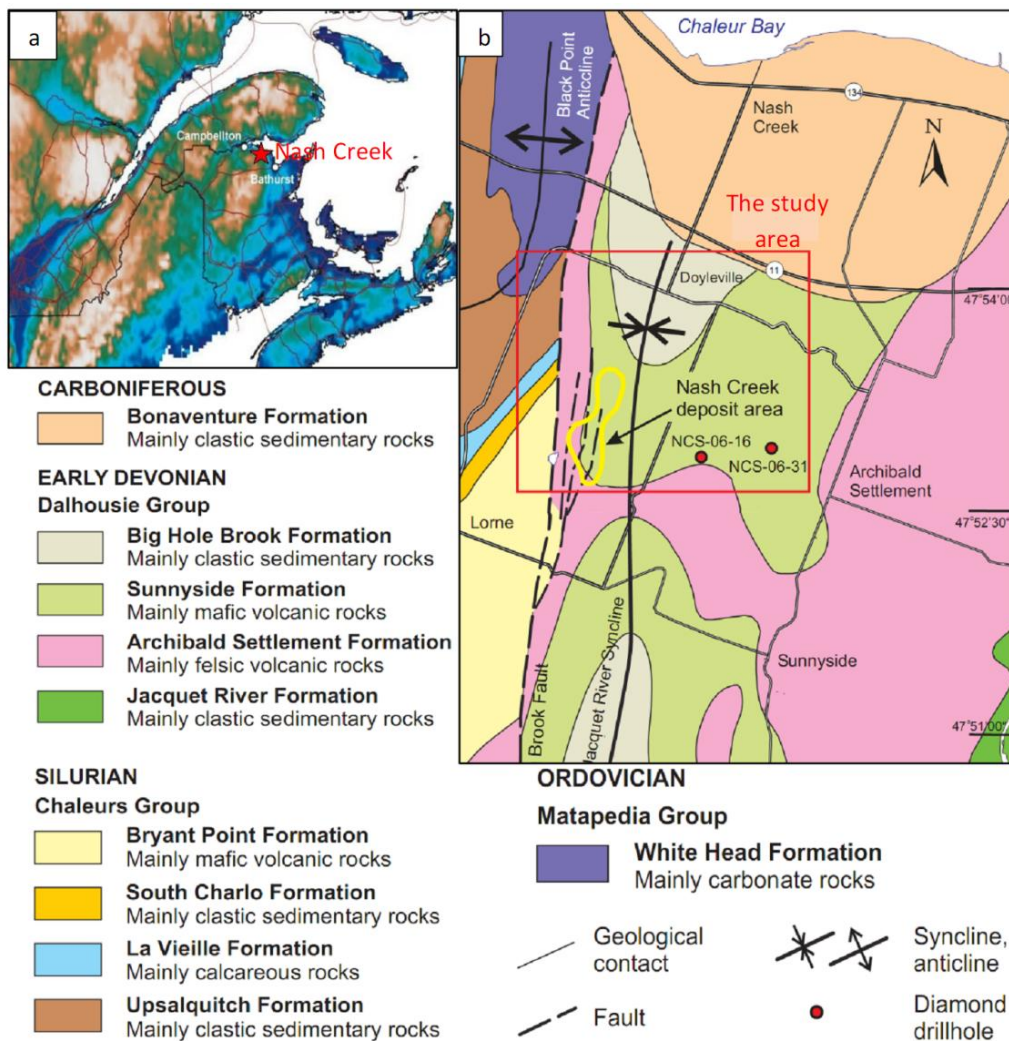 a
Campbellton
Nash Creek
Bathurst
b
Chaleur Bay
Black Point
Anticcline
134
Nash
Creek
N
The study
area
11
Doyleville
47°54'00
Nash Creek
deposit area
NCS-06-16
NCS-06-31
Archibald
Settlement
Lorne
47°52'30"
Sunnyside
Brook Fault
Jacquet River Syncline
47°51'00"
CARBONIFEROUS
Bonaventure Formation
Mainly clastic sedimentary rocks
EARLY DEVONIAN
Dalhousie Group
Big Hole Brook Formation
Mainly clastic sedimentary rocks
Sunnyside Formation
Mainly mafic volcanic rocks
Archibald Settlement Formation
Mainly felsic volcanic rocks
Jacquet River Formation
Mainly clastic sedimentary rocks
SILURIAN
Chaleurs Group
Bryant Point Formation
Mainly mafic volcanic rocks
South Charlo Formation
Mainly clastic sedimentary rocks
La Vieille Formation
Mainly calcareous rocks
Upsalquitch Formation
Mainly clastic sedimentary rocks
ORDOVICIAN
Matapedia Group
White Head Formation
Mainly carbonate rocks
Geological
contact
Syncline,
anticline
Fault
Diamond
drillhole